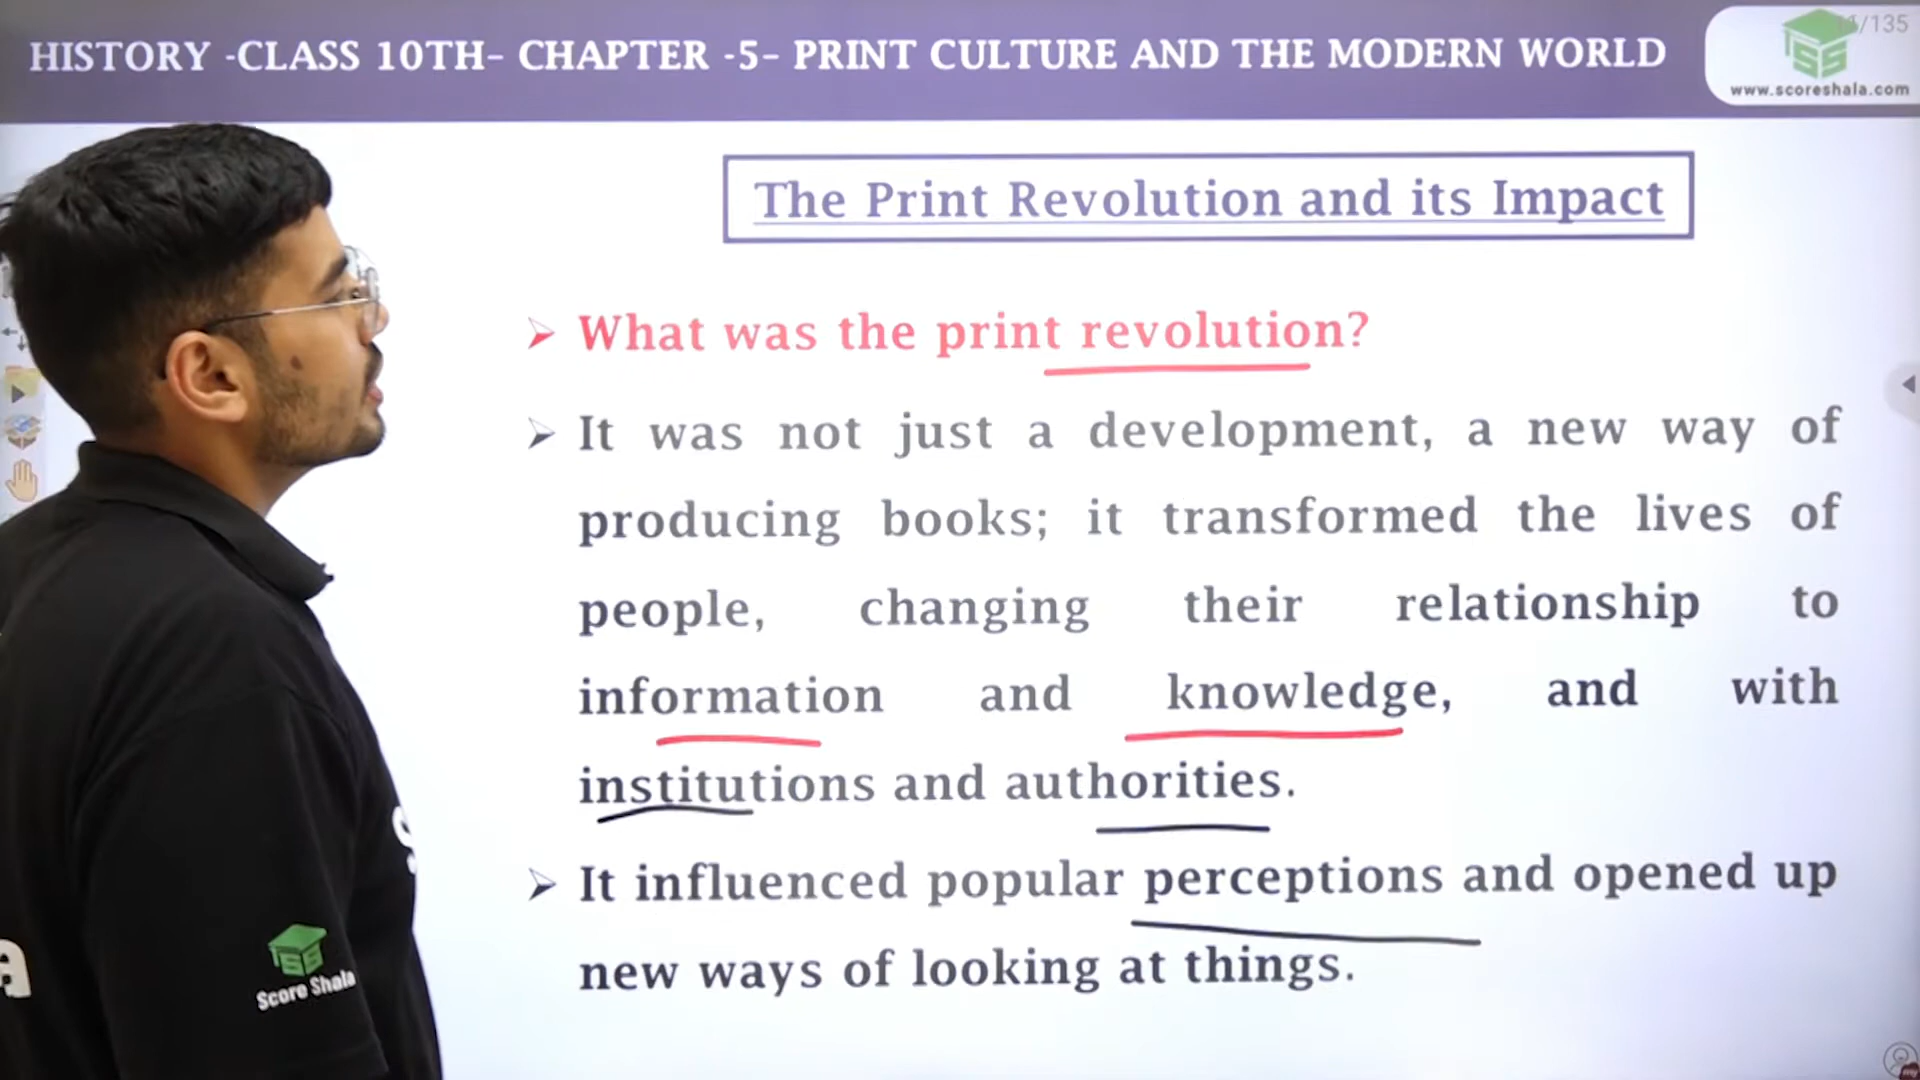 HISTORY -CLASS 10TH- CHAPTER -5- PRINT CULTURE AND THE MODERN WORLD
/135
www.scoreshala.com
The Print Revolution and its Impact
What was the print revolution?
It was not just a development, a new way of
producing books; it transformed the lives of
people, changing their relationship to
information and knowledge, and with
institutions and authorities.
It influenced popular perceptions and opened up
new ways of looking at things.
Score Shala